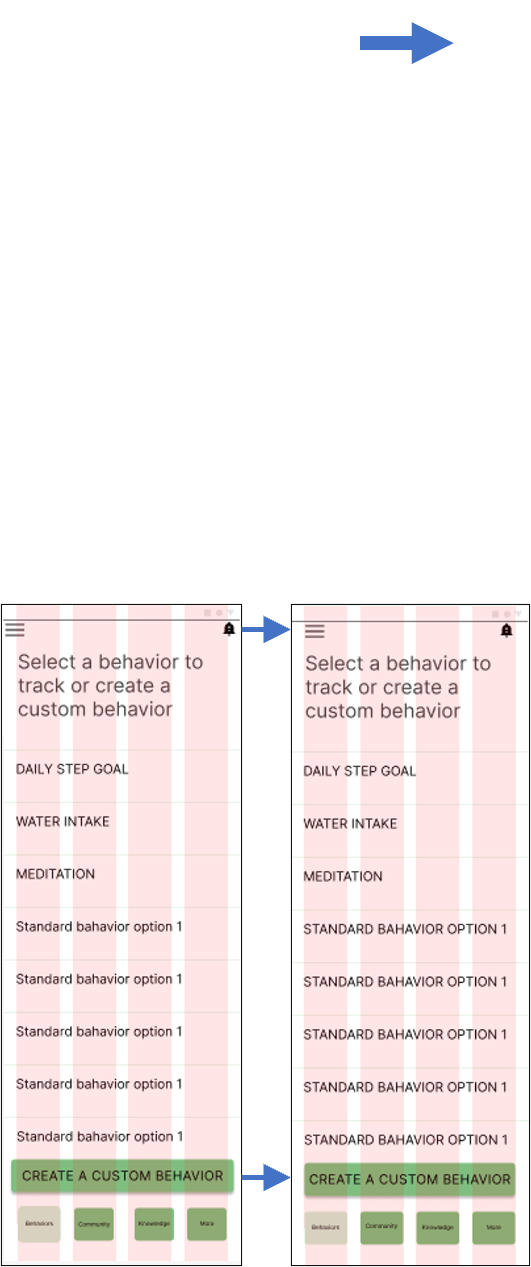 Select a behavior to
track or create a
custom behavior
DAILY STEP GOAL
WATER INTAKE
MEDITATION
Standard bahavior option 1
Standard bahavior option 1
Standard bahavior option 1
Standard bahavior option 1
Standard bahavior option 1
CREATE A CUSTOM BEHAVIOR
Behaviors
Community
Knowledge
More
Select a behavior to
track or create a
custom behavior
DAILY STEP GOAL
WATER INTAKE
MEDITATION
STANDARD BAHAVIOR OPTION 1
STANDARD BAHAVIOR OPTION 1
STANDARD BAHAVIOR OPTION 1
STANDARD BAHAVIOR OPTION 1
STANDARD BAHAVIOR OPTION 1
CREATE A CUSTOM BEHAVIOR
Behaviors
Community
Knowledge
More